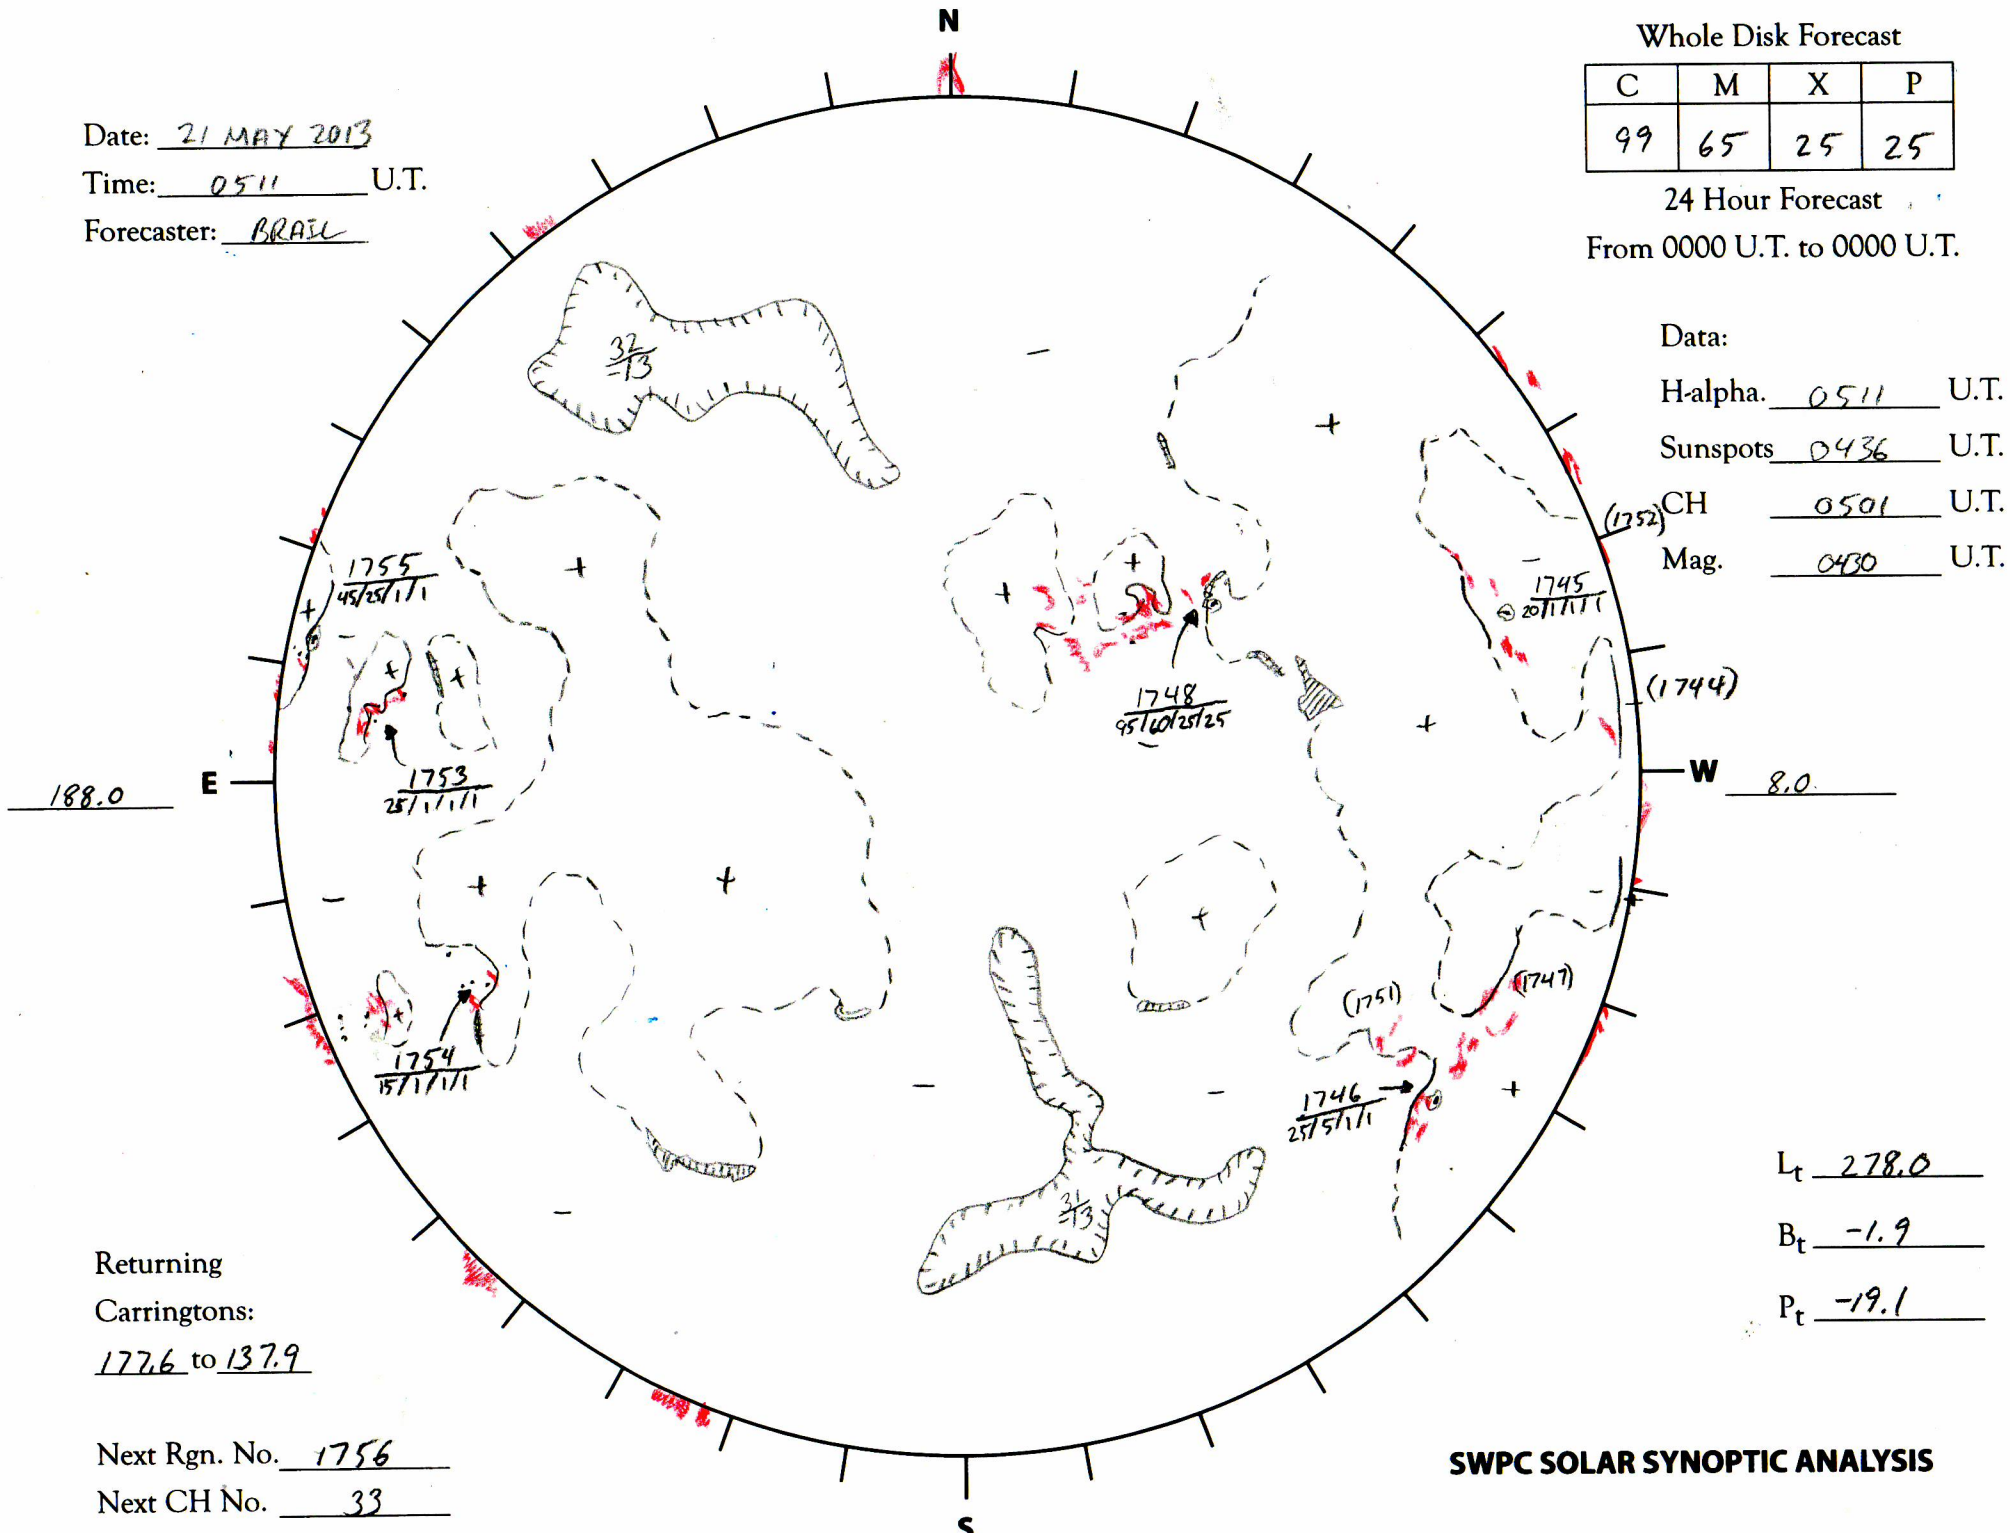 N
Whole Disk Forecast
C M X P
99 65 25 25
24 Hour Forecast
From 0000 U.T. to 0000 U.T.
Date: 21 MAY 2013
Time: 0511 U.T.
Forecaster: BRAIL
Data:
H-alpha. 0511 U.T.
Sunspots 0436 U.T.
CH 0501 U.T.
Mag. 0430 U.T.
32
-13
(1752)
1755
45/25/1/1
+
+
+
+
-
-
1745
20/1/1/1
+
+
+
+
-
(1744)
1748
95/60/25/25
-
+
1753
25/1/1/1
188.0
E
W
8.0
+
+
-
+
-
+
(1751)
(1747)
+
1754
15/1/1/1
-
-
1746
25/5/1/1
+
31
-13
-
Lt 278.0
Bt -1.9
Pt -19.1
Returning
Carringtons:
177.6 to 137.9
Next Rgn. No. 1756
Next CH No. 33
SWPC SOLAR SYNOPTIC ANALYSIS
S